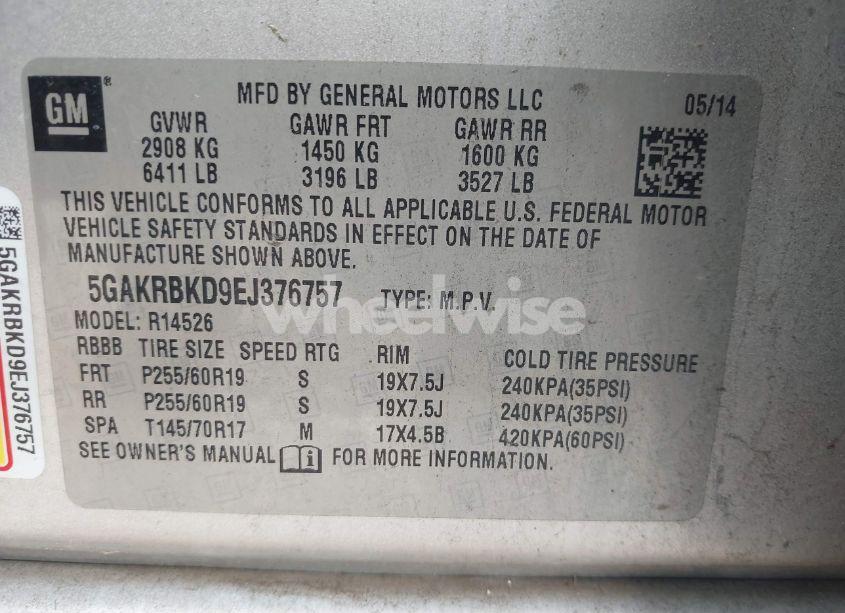 GM ®
MFD BY GENERAL MOTORS LLC 05/14
GVWR GAWR FRT GAWR RR
2908 KG 1450 KG 1600 KG
6411 LB 3196 LB 3527 LB
THIS VEHICLE CONFORMS TO ALL APPLICABLE U.S. FEDERAL MOTOR
VEHICLE SAFETY STANDARDS IN EFFECT ON THE DATE OF
MANUFACTURE SHOWN ABOVE.
5GAKRBKD9EJ376757 TYPE: M.P.V.
MODEL: R14526
RBBB TIRE SIZE SPEED RTG RIM COLD TIRE PRESSURE
FRT P255/60R19 S 19X7.5J 240KPA(35PSI)
RR P255/60R19 S 19X7.5J 240KPA(35PSI)
SPA T145/70R17 M 17X4.5B 420KPA(60PSI)
SEE OWNER'S MANUAL FOR MORE INFORMATION.
5GAKRBKD9EJ376757
wheelwise